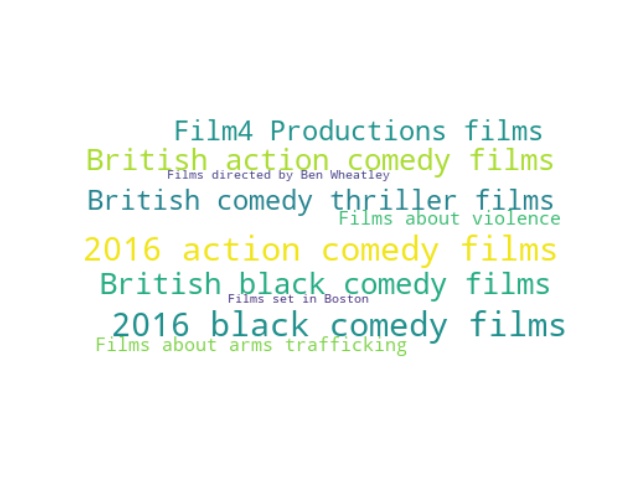 Film4 Productions films
British action comedy films
Films directed by Ben Wheatley
British comedy thriller films
Films about violence
2016 action comedy films
British black comedy films
Films set in Boston
2016 black comedy films
Films about arms trafficking